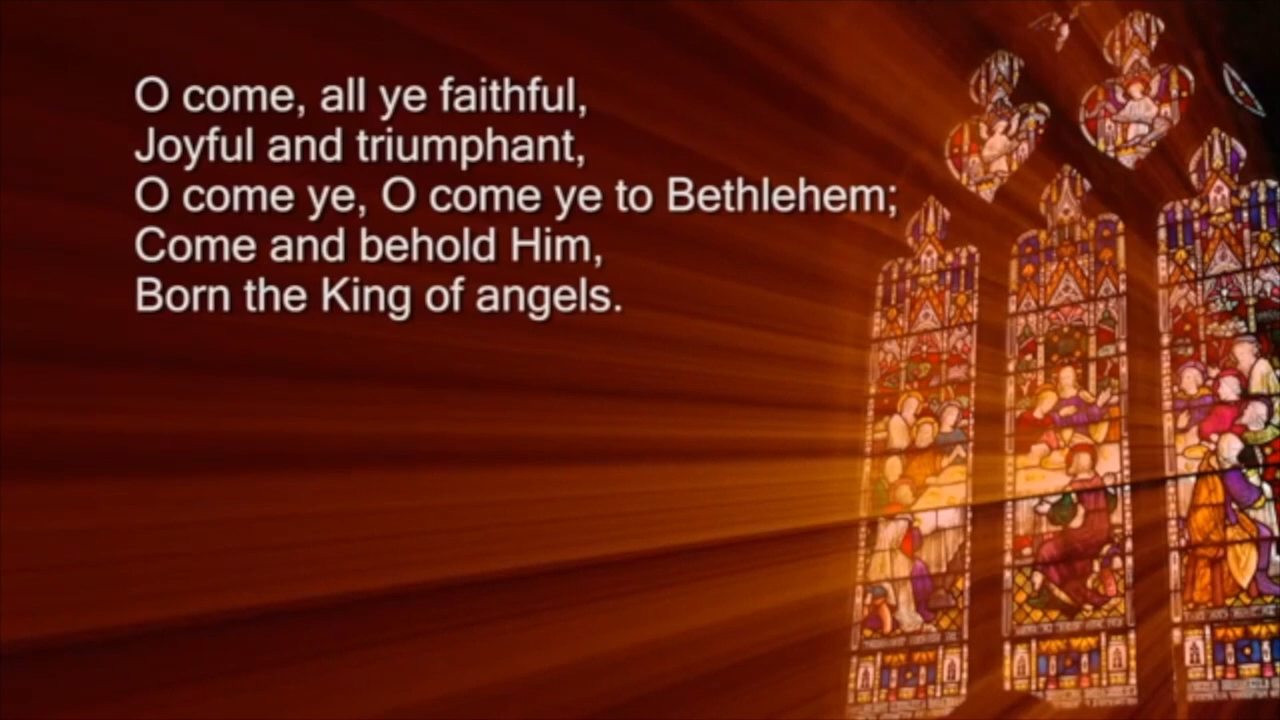 O come, all ye faithful,
Joyful and triumphant,
O come ye, O come ye to Bethlehem;
Come and behold Him,
Born the King of angels.